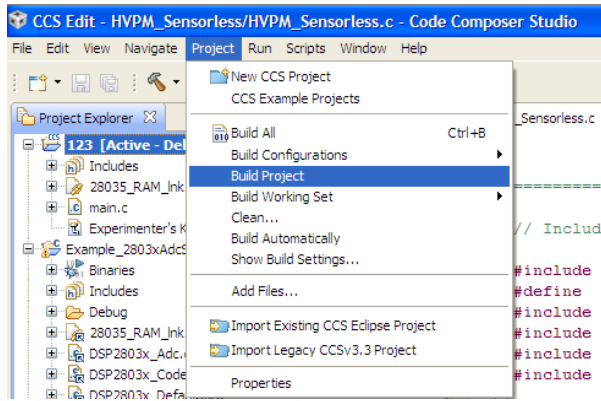 CCS Edit - HVPM_Sensorless/HVPM_Sensorless.c - Code Composer Studio
File Edit View Navigate Project Run Scripts Window Help
New CCS Project
CCS Example Projects
Build All Ctrl+B
Build Configurations
Build Project
Build Working Set
Clean...
Build Automatically
Show Build Settings...
Add Files...
Import Existing CCS Eclipse Project
Import Legacy CCSv3.3 Project
Properties
Project Explorer
123 [Active - Del
Includes
28035_RAM_lnk
main.c
Experimenter's K
Example_2803xAdcS
Binaries
Includes
Debug
28035_RAM_lnk
DSP2803x_Adc.
DSP2803x_Code
DSP2803x_Defa
_Sensorless.c
=========
// Includ
#include
#define
#include
#include
#include
#include